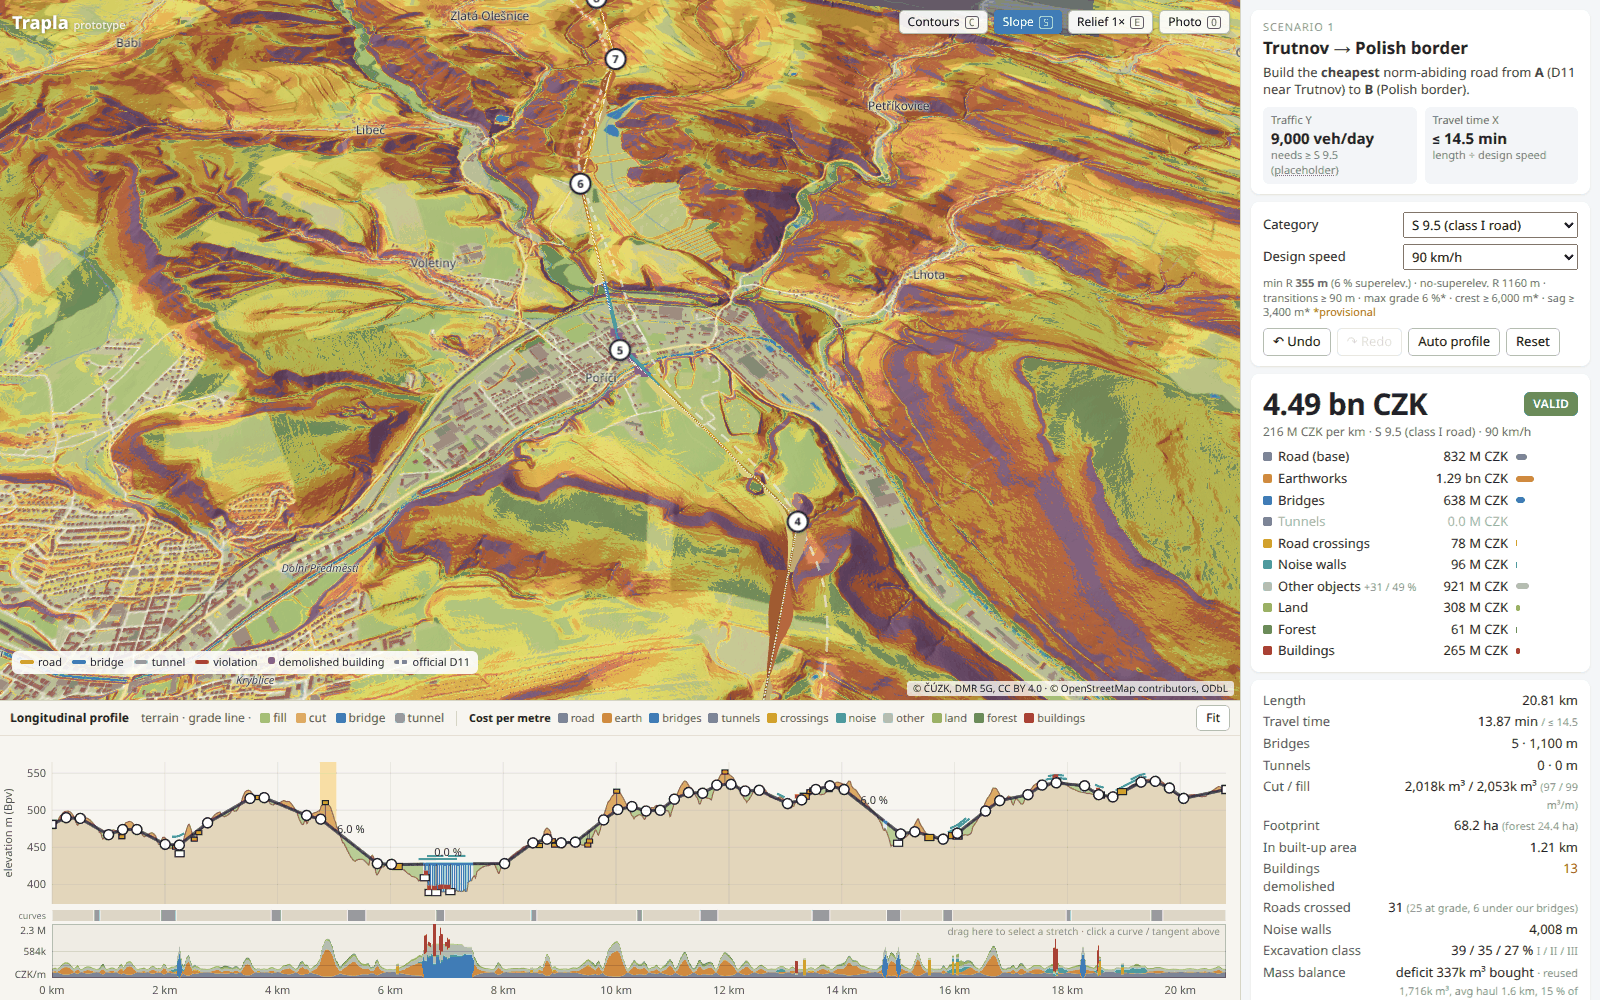 Trapla prototype
Zlatá Olešnice
Bábí
Contours C
Slope S
Relief 1× E
Photo O
7
Petříkovice
Libeč
6
Voletiny
Lhota
5
Poříčí
4
Dolní Předměstí
Kryblice
road bridge tunnel violation demolished building official D11
© ČÚZK, DMR 5G, CC BY 4.0 · © OpenStreetMap contributors, ODbL
SCENARIO 1
Trutnov → Polish border
Build the cheapest norm-abiding road from A (D11
near Trutnov) to B (Polish border).
Traffic Y
9,000 veh/day
needs ≥ S 9.5
(placeholder)
Travel time X
≤ 14.5 min
length ÷ design speed
Category S 9.5 (class I road)
Design speed 90 km/h
min R 355 m (6 % superelev.) · no-superelev. R 1160 m ·
transitions ≥ 90 m · max grade 6 %* · crest ≥ 6,000 m* · sag ≥
3,400 m* *provisional
↶ Undo
↷ Redo
Auto profile
Reset
4.49 bn CZK VALID
216 M CZK per km · S 9.5 (class I road) · 90 km/h
Road (base) 832 M CZK
Earthworks 1.29 bn CZK
Bridges 638 M CZK
Tunnels 0.0 M CZK
Road crossings 78 M CZK
Noise walls 96 M CZK
Other objects +31 / 49 % 921 M CZK
Land 308 M CZK
Forest 61 M CZK
Buildings 265 M CZK
Length 20.81 km
Travel time 13.87 min / ≤ 14.5
Bridges 5 · 1,100 m
Tunnels 0 · 0 m
Cut / fill 2,018k m³ / 2,053k m³ (97 / 99
m³/m)
Footprint 68.2 ha (forest 24.4 ha)
In built-up area 1.21 km
Buildings 13
demolished
Roads crossed 31 (25 at grade, 6 under our bridges)
Noise walls 4,008 m
Excavation class 39 / 35 / 27 % I / II / III
Mass balance deficit 337k m³ bought · reused
1,716k m³, avg haul 1.6 km, 15 % of
Longitudinal profile terrain · grade line · fill cut bridge tunnel
Cost per metre road earth bridges tunnels crossings noise other land forest buildings
Fit
elevation m (Bpv)
550
500
450
400
6.0 %
0.0 %
6.0 %
curves
2.3 M
584k
CZK/m
drag here to select a stretch · click a curve / tangent above
0 km 2 km 4 km 6 km 8 km 10 km 12 km 14 km 16 km 18 km 20 km